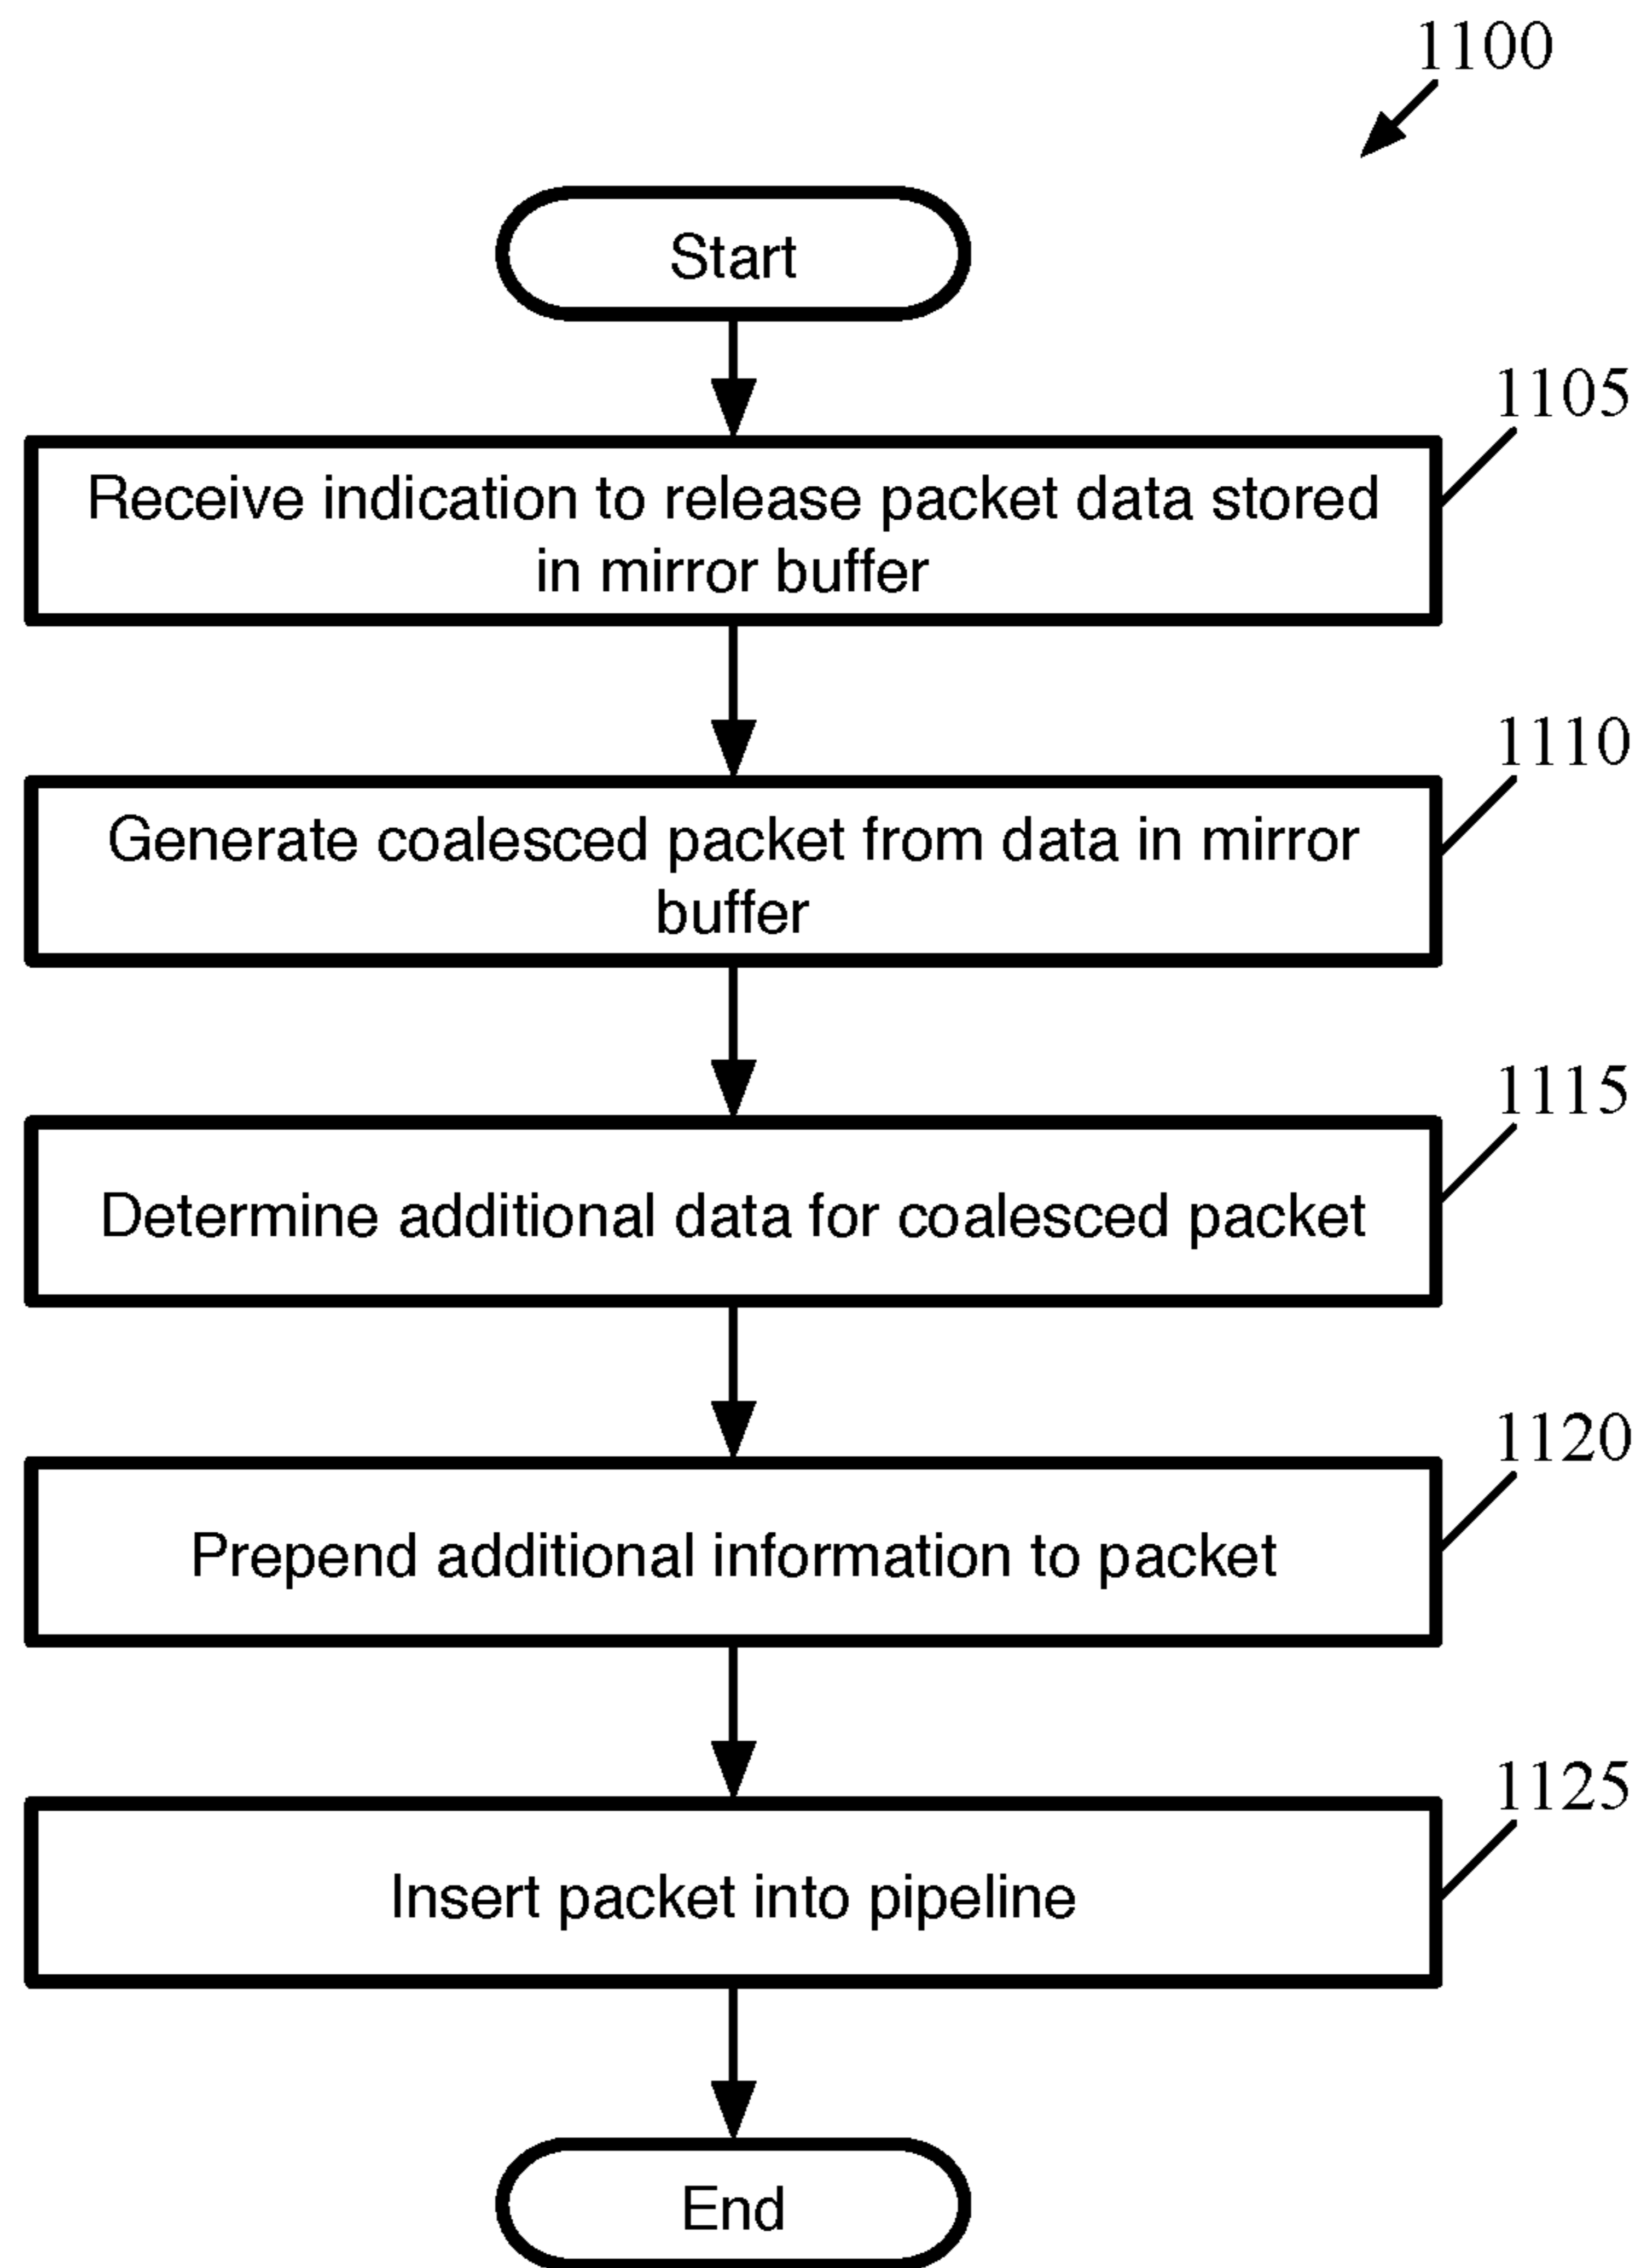 1100
Start
1105
Receive indication to release packet data stored
in mirror buffer
1110
Generate coalesced packet from data in mirror
buffer
1115
Determine additional data for coalesced packet
1120
Prepend additional information to packet
1125
Insert packet into pipeline
End